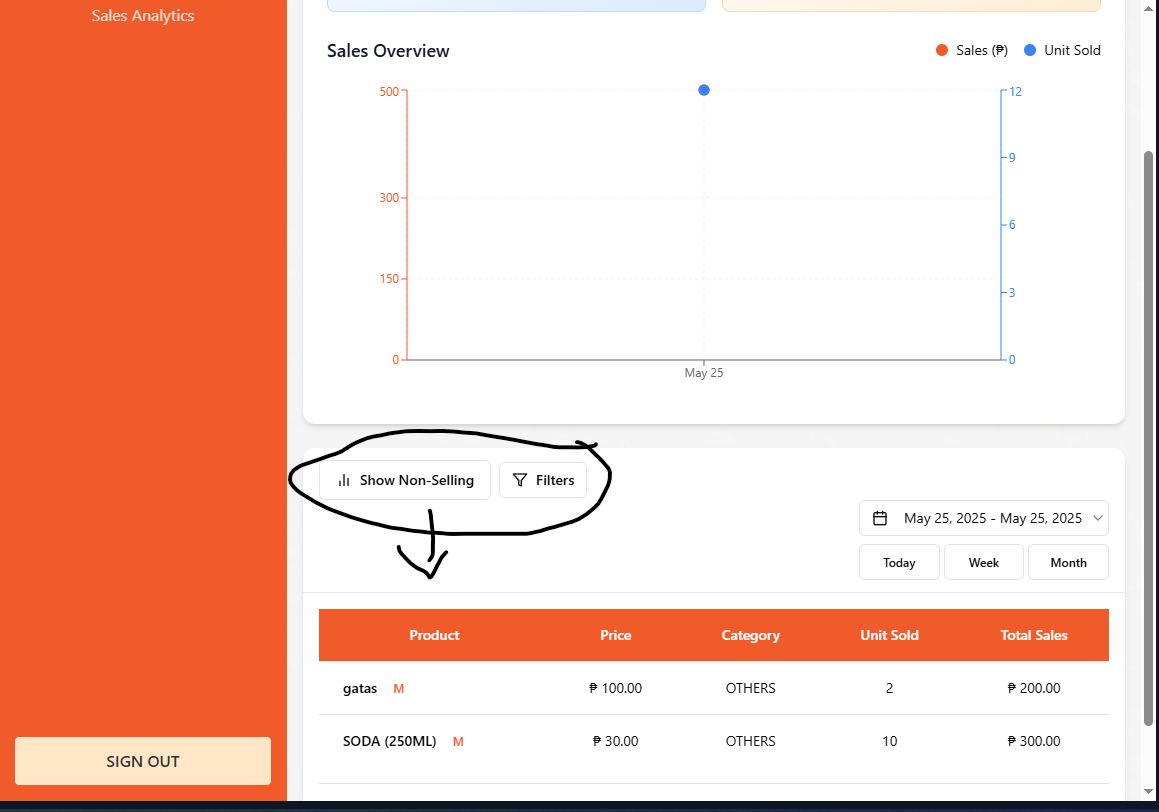 Sales Analytics
Sales Overview
Sales (₱) Unit Sold
500 12
9
300
6
150
3
0 0
May 25
Show Non-Selling Filters
May 25, 2025 - May 25, 2025
Today Week Month
Product Price Category Unit Sold Total Sales
gatas M ₱ 100.00 OTHERS 2 ₱ 200.00
SODA (250ML) M ₱ 30.00 OTHERS 10 ₱ 300.00
SIGN OUT